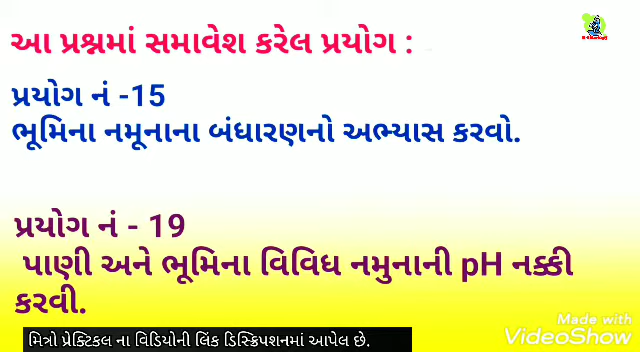 આ પ્રશ્નમાં સમાવેશ કરેલ પ્રયોગ :
પ્રયોગ નં -15
ભૂમિના નમૂનાના બંધારણનો અભ્યાસ કરવો.
પ્રયોગ નં - 19
પાણી અને ભૂમિના વિવિધ નમુનાની pH નક્કી
કરવી.
મિત્રો પ્રેક્ટિકલ ના વિડિયોની લિંક ડિસ્ક્રિપશનમાં આપેલ છે.
Made with
VideoShow